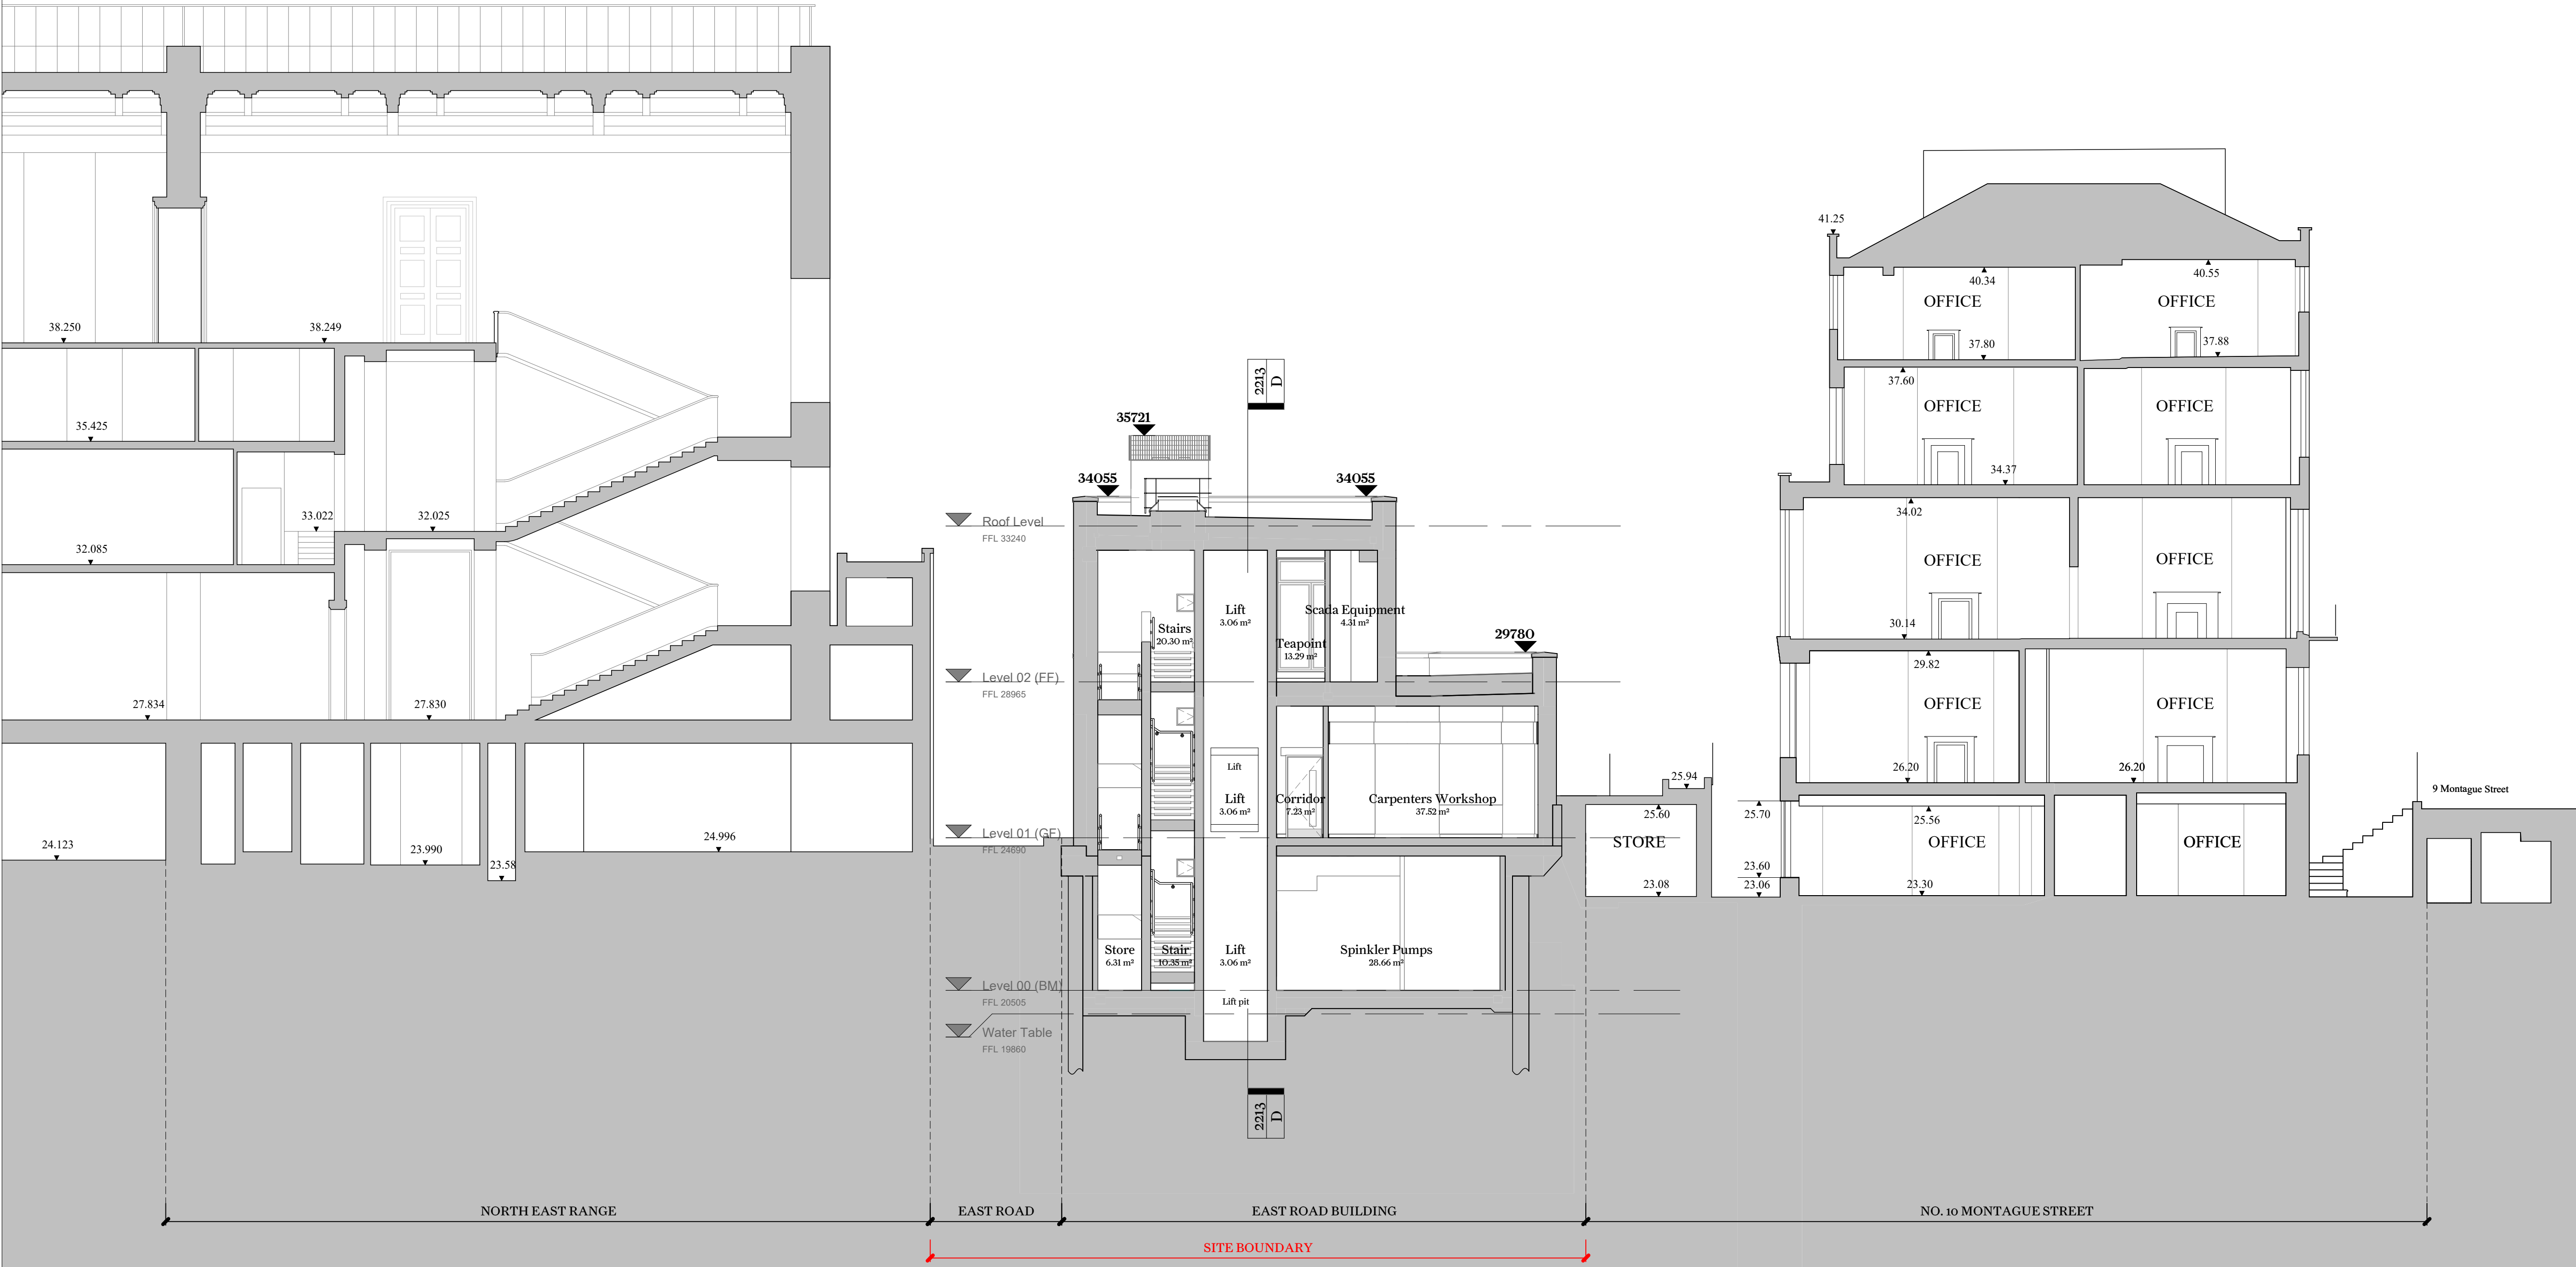 41.25
40.34
40.55
OFFICE
OFFICE
38.250
38.249
37.80
37.88
2213
D
37.60
OFFICE
OFFICE
35721
35.425
34055
34055
34.37
33.022
32.025
34.02
Roof Level
FFL 33240
32.085
OFFICE
OFFICE
Lift
3.06 m²
Scada Equipment
4.31 m²
Stairs
20.30 m²
Teapoint
13.29 m²
29780
30.14
29.82
Level 02 (FF)
FFL 28965
27.834
27.830
OFFICE
OFFICE
Lift
26.20
26.20
25.94
9 Montague Street
Lift
3.06 m²
Corridor
7.23 m²
Carpenters Workshop
37.52 m²
25.60
25.70
25.56
Level 01 (GF)
FFL 24690
24.123
23.990
24.996
STORE
OFFICE
OFFICE
23.58
23.60
23.08
23.06
23.30
Store
6.31 m²
Stair
10.35 m²
Lift
3.06 m²
Spinkler Pumps
28.66 m²
Level 00 (BM)
FFL 20505
Lift pit
Water Table
FFL 19860
2213
D
NORTH EAST RANGE
EAST ROAD
EAST ROAD BUILDING
NO. 10 MONTAGUE STREET
SITE BOUNDARY